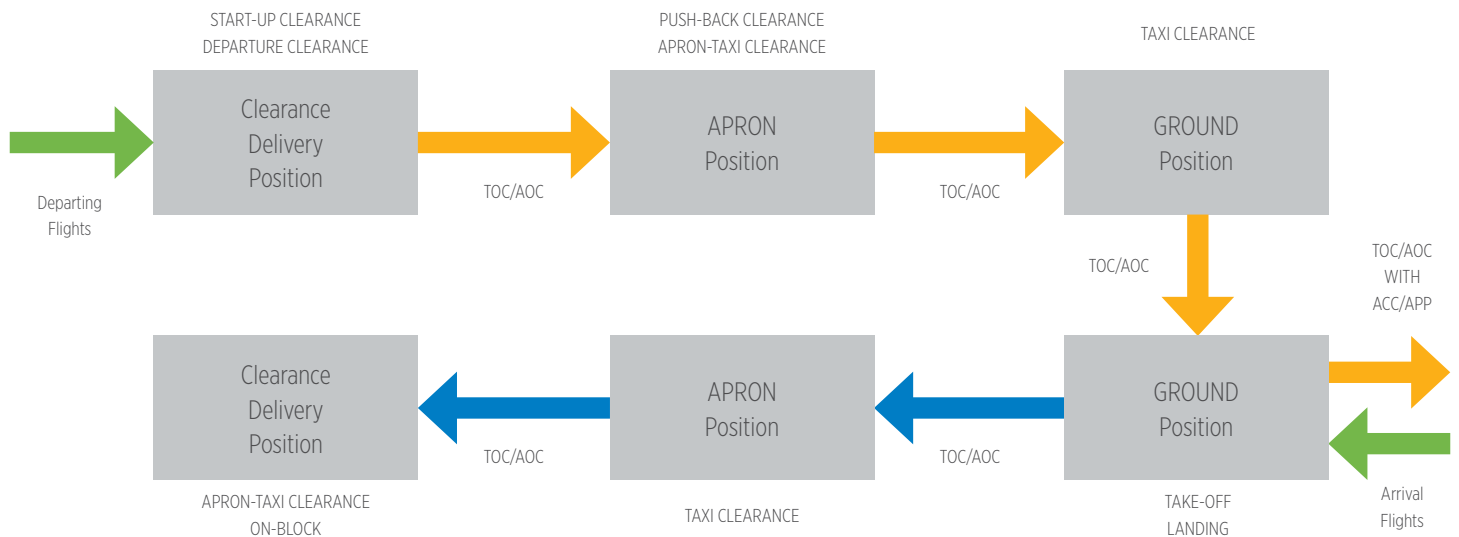 START-UP CLEARANCE
DEPARTURE CLEARANCE
PUSH-BACK CLEARANCE
APRON-TAXI CLEARANCE
TAXI CLEARANCE
Clearance
Delivery
Position
APRON
Position
GROUND
Position
Departing
Flights
TOC/AOC
TOC/AOC
TOC/AOC
TOC/AOC
WITH
ACC/APP
Clearance
Delivery
Position
APRON
Position
GROUND
Position
TOC/AOC
TOC/AOC
APRON-TAXI CLEARANCE
ON-BLOCK
TAXI CLEARANCE
TAKE-OFF
LANDING
Arrival
Flights